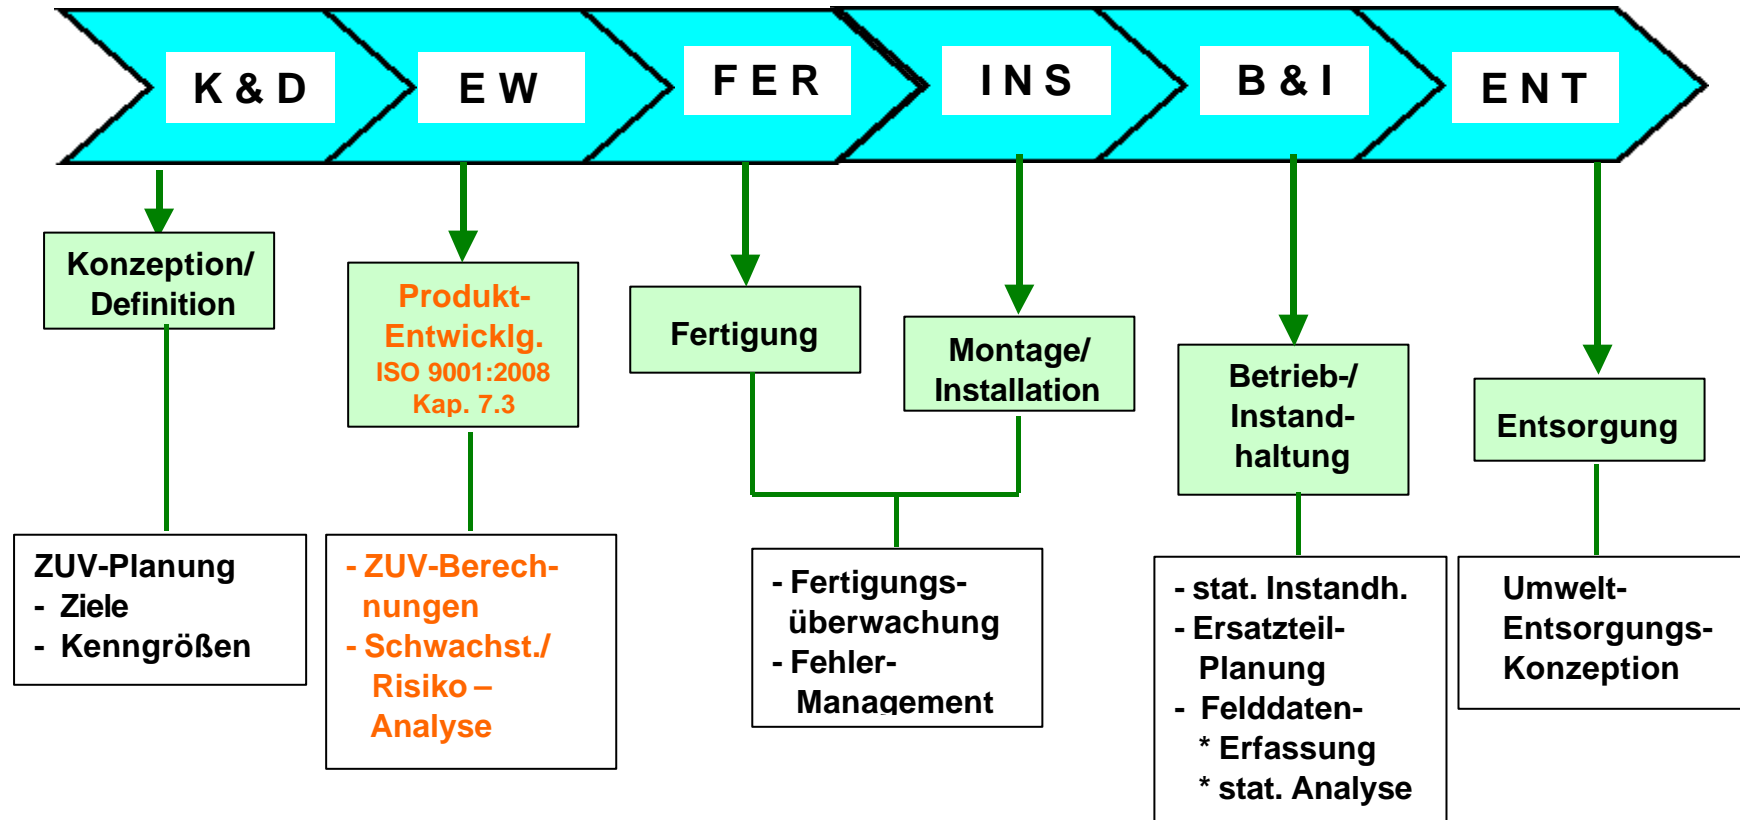 K & D
E W
F E R
I N S
B & I
E N T
Konzeption/
Definition
Produkt-
Entwicklg.
ISO 9001:2008
Kap. 7.3
Fertigung
Montage/
Installation
Betrieb-/
Instand-
haltung
Entsorgung
ZUV-Planung
- Ziele
- Kenngrößen
- ZUV-Berech-
nungen
- Schwachst./
Risiko –
Analyse
- Fertigungs-
überwachung
- Fehler-
Management
- stat. Instandh.
- Ersatzteil-
Planung
- Felddaten-
* Erfassung
* stat. Analyse
Umwelt-
Entsorgungs-
Konzeption